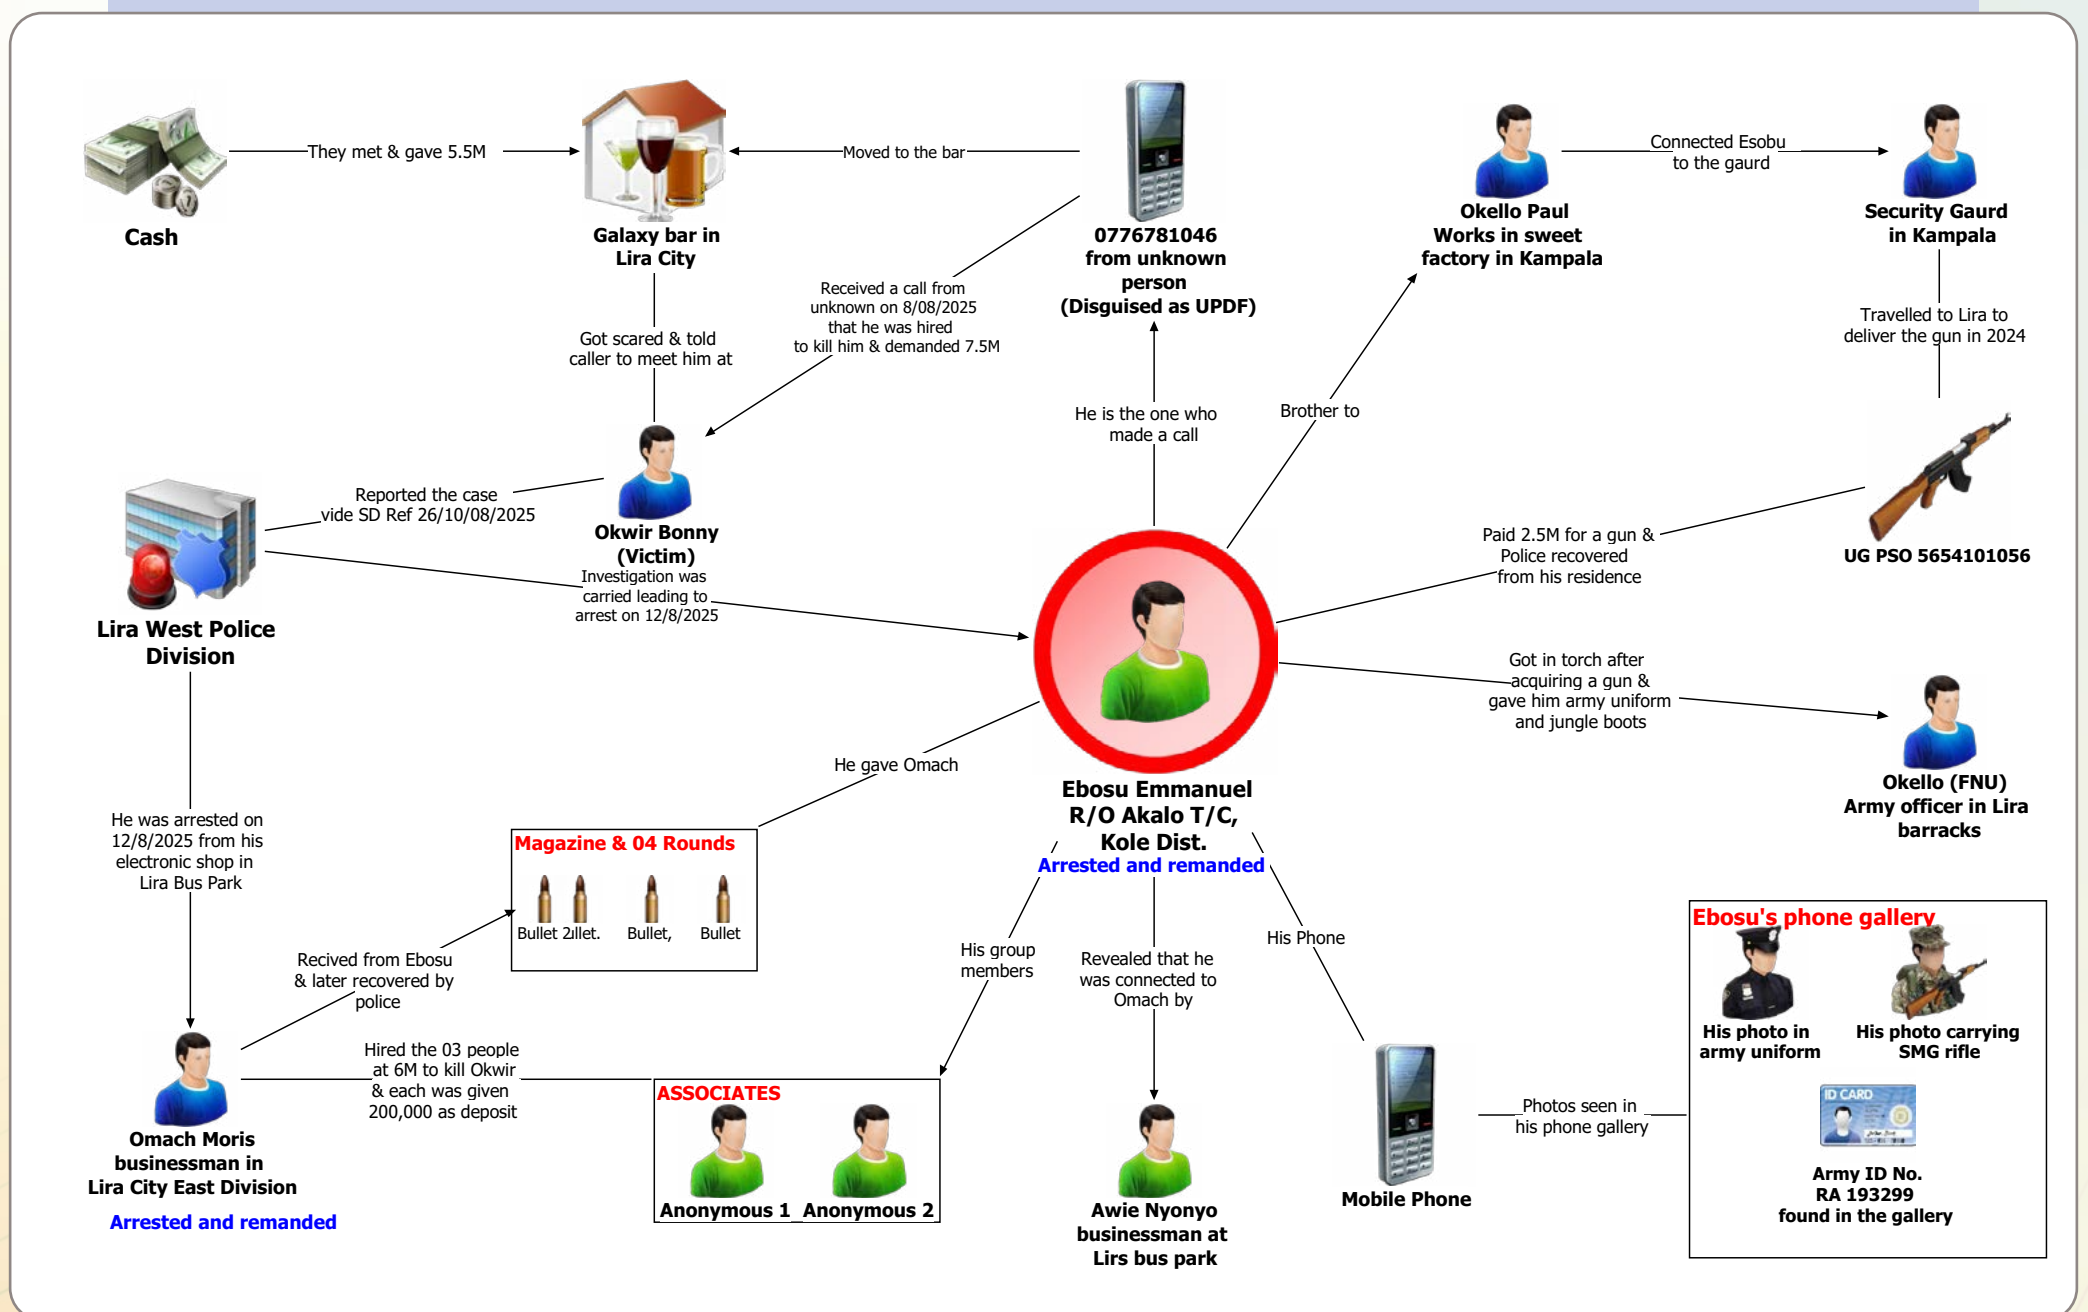 They met & gave 5.5M
Cash
Galaxy bar in
Lira City
Moved to the bar
0776781046
from unknown
person
(Disguised as UPDF)
Okello Paul
Works in sweet
factory in Kampala
Connected Esobu
to the gaurd
Security Gaurd
in Kampala
Received a call from
unknown on 8/08/2025
that he was hired
to kill him & demanded 7.5M
Got scared & told
caller to meet him at
Travelled to Lira to
deliver the gun in 2024
He is the one who
made a call
Brother to
Reported the case
vide SD Ref 26/10/08/2025
Okwir Bonny
(Victim)
Paid 2.5M for a gun &
Police recovered
from his residence
UG PSO 5654101056
Investigation was
carried leading to
arrest on 12/8/2025
Lira West Police
Division
Got in torch after
acquiring a gun &
gave him army uniform
and jungle boots
Okello (FNU)
Army officer in Lira
barracks
He gave Omach
Ebosu Emmanuel
R/O Akalo T/C,
Kole Dist.
Arrested and remanded
He was arrested on
12/8/2025 from his
electronic shop in
Lira Bus Park
Magazine & 04 Rounds
Bullet 2 llet. Bullet, Bullet
Recived from Ebosu
& later recovered by
police
His group
members
Revealed that he
was connected to
Omach by
His Phone
Ebosu's phone gallery
His photo in
army uniform
His photo carrying
SMG rifle
ID CARD
Army ID No.
RA 193299
found in the gallery
Hired the 03 people
at 6M to kill Okwir
& each was given
200,000 as deposit
ASSOCIATES
Anonymous 1 Anonymous 2
Omach Moris
businessman in
Lira City East Division
Arrested and remanded
Awie Nyonyo
businessman at
Lirs bus park
Mobile Phone
Photos seen in
his phone gallery